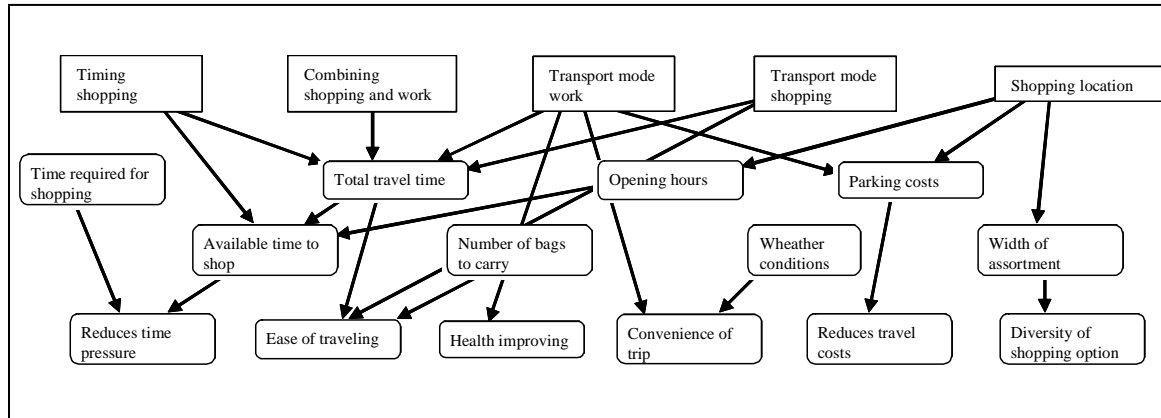 Timing
shopping
Combining
shopping and work
Transport mode
work
Transport mode
shopping
Shopping location
Time required for
shopping
Total travel time
Opening hours
Parking costs
Available time to
shop
Number of bags
to carry
Wheather
conditions
Width of
assortment
Reduces time
pressure
Ease of traveling
Health improving
Convenience of
trip
Reduces travel
costs
Diversity of
shopping option